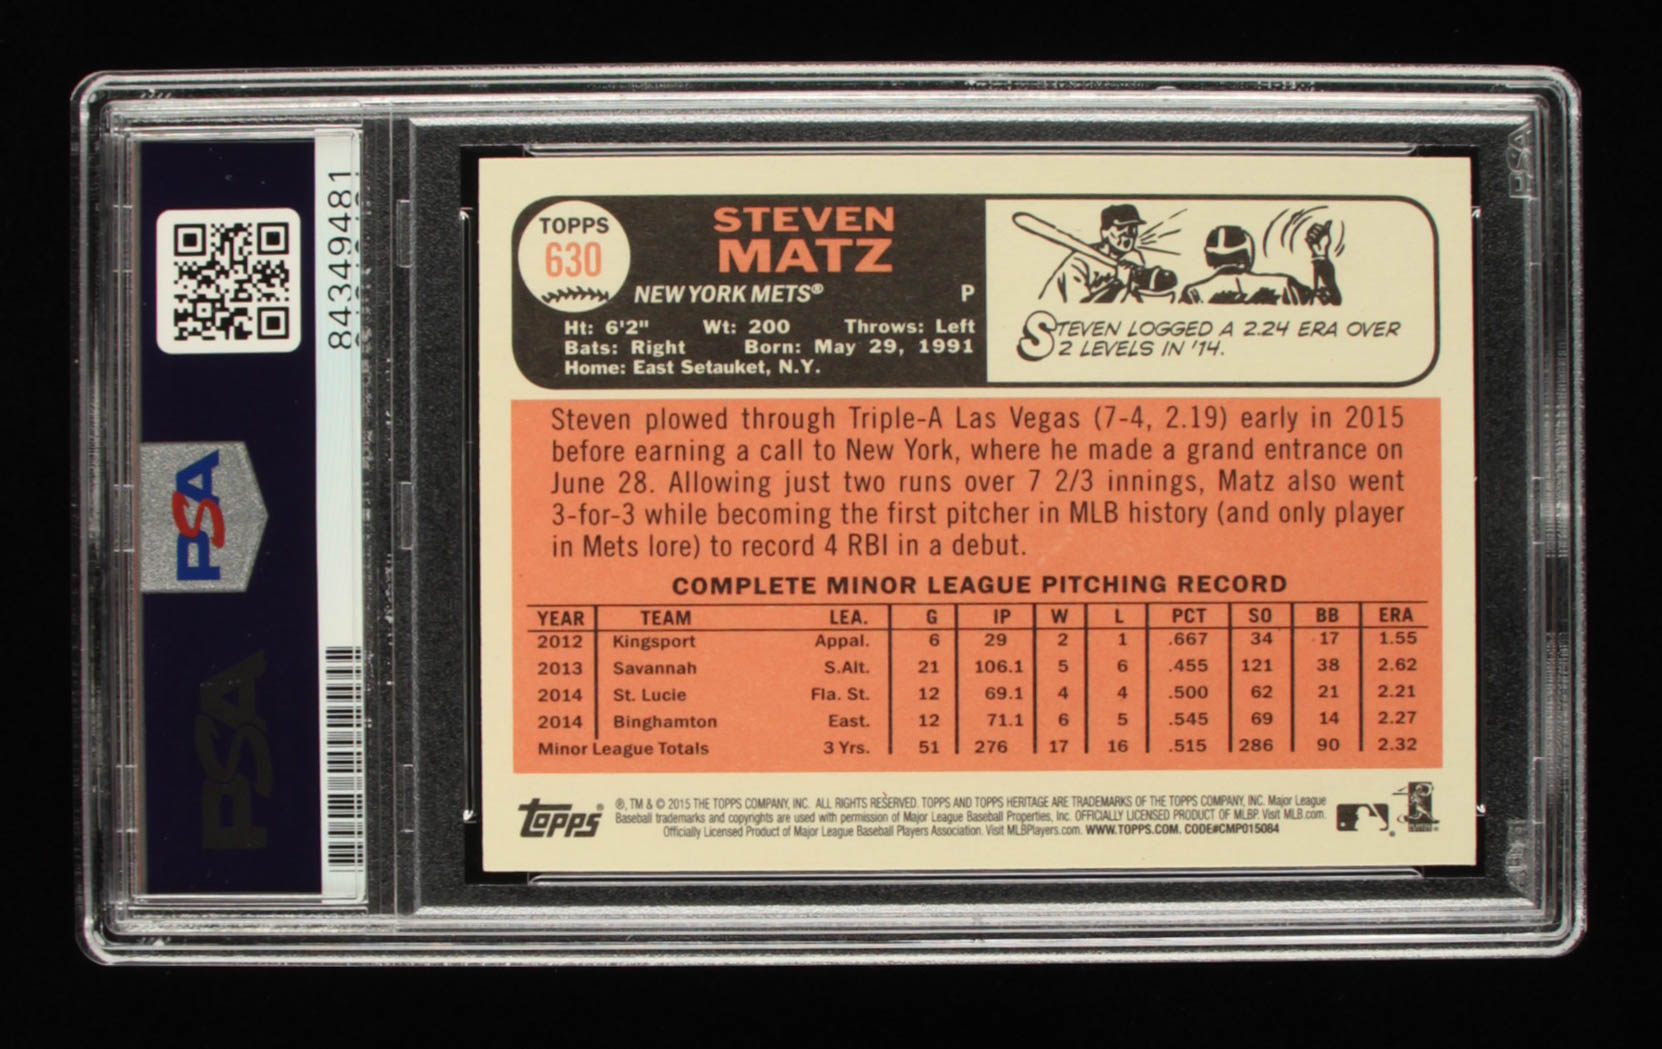 84349481
PSA
PSA
PSA
TOPPS
630
STEVEN
MATZ
NEW YORK METS® P
Ht: 6'2" Wt: 200 Throws: Left
Bats: Right Born: May 29, 1991
Home: East Setauket, N.Y.
STEVEN LOGGED A 2.24 ERA OVER
2 LEVELS IN '14.
Steven plowed through Triple-A Las Vegas (7-4, 2.19) early in 2015
before earning a call to New York, where he made a grand entrance on
June 28. Allowing just two runs over 7 2/3 innings, Matz also went
3-for-3 while becoming the first pitcher in MLB history (and only player
in Mets lore) to record 4 RBI in a debut.
COMPLETE MINOR LEAGUE PITCHING RECORD
YEAR TEAM LEA. G IP W L PCT SO BB ERA
2012 Kingsport Appal. 6 29 2 1 .667 34 17 1.55
2013 Savannah S.Alt. 21 106.1 5 6 .455 121 38 2.62
2014 St. Lucie Fla. St. 12 69.1 4 4 .500 62 21 2.21
2014 Binghamton East. 12 71.1 6 5 .545 69 14 2.27
Minor League Totals 3 Yrs. 51 276 17 16 .515 286 90 2.32
Topps®
®, TM & © 2015 THE TOPPS COMPANY, INC. ALL RIGHTS RESERVED. TOPPS AND TOPPS HERITAGE ARE TRADEMARKS OF THE TOPPS COMPANY, INC. Major League
Baseball trademarks and copyrights are used with permission of Major League Baseball Properties, Inc. OFFICIALLY LICENSED PRODUCT OF MLBP. Visit MLB.com.
Officially Licensed Product of Major League Baseball Players Association. Visit MLBPlayers.com. WWW.TOPPS.COM. CODE#CMP015084